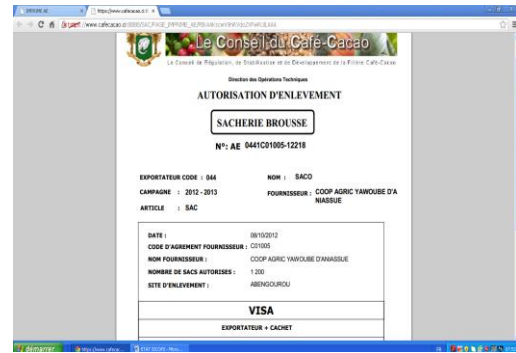 Le Conseil du Café-Cacao
Le Conseil de Régulation, de Stabilisation et de Développement de la Filière Café-Cacao
Direction des Opérations Techniques
AUTORISATION D'ENLEVEMENT
SACHERIE BROUSSE
N°: AE 0441C01005-12218
EXPORTATEUR CODE : 044 NOM : SACO
CAMPAGNE : 2012 - 2013 FOURNISSEUR : COOP AGRIC YAWOUBE D'A
NIASSUE
ARTICLE : SAC
DATE : 08/10/2012
CODE D'AGREMENT FOURNISSEUR : C01005
NOM FOURNISSEUR : COOP AGRIC YAWOUBE D'ANIASSUE
NOMBRE DE SACS AUTORISES : 1 200
SITE D'ENLEVEMENT : ABENGOUROU
VISA
EXPORTATEUR + CACHET
démarrer